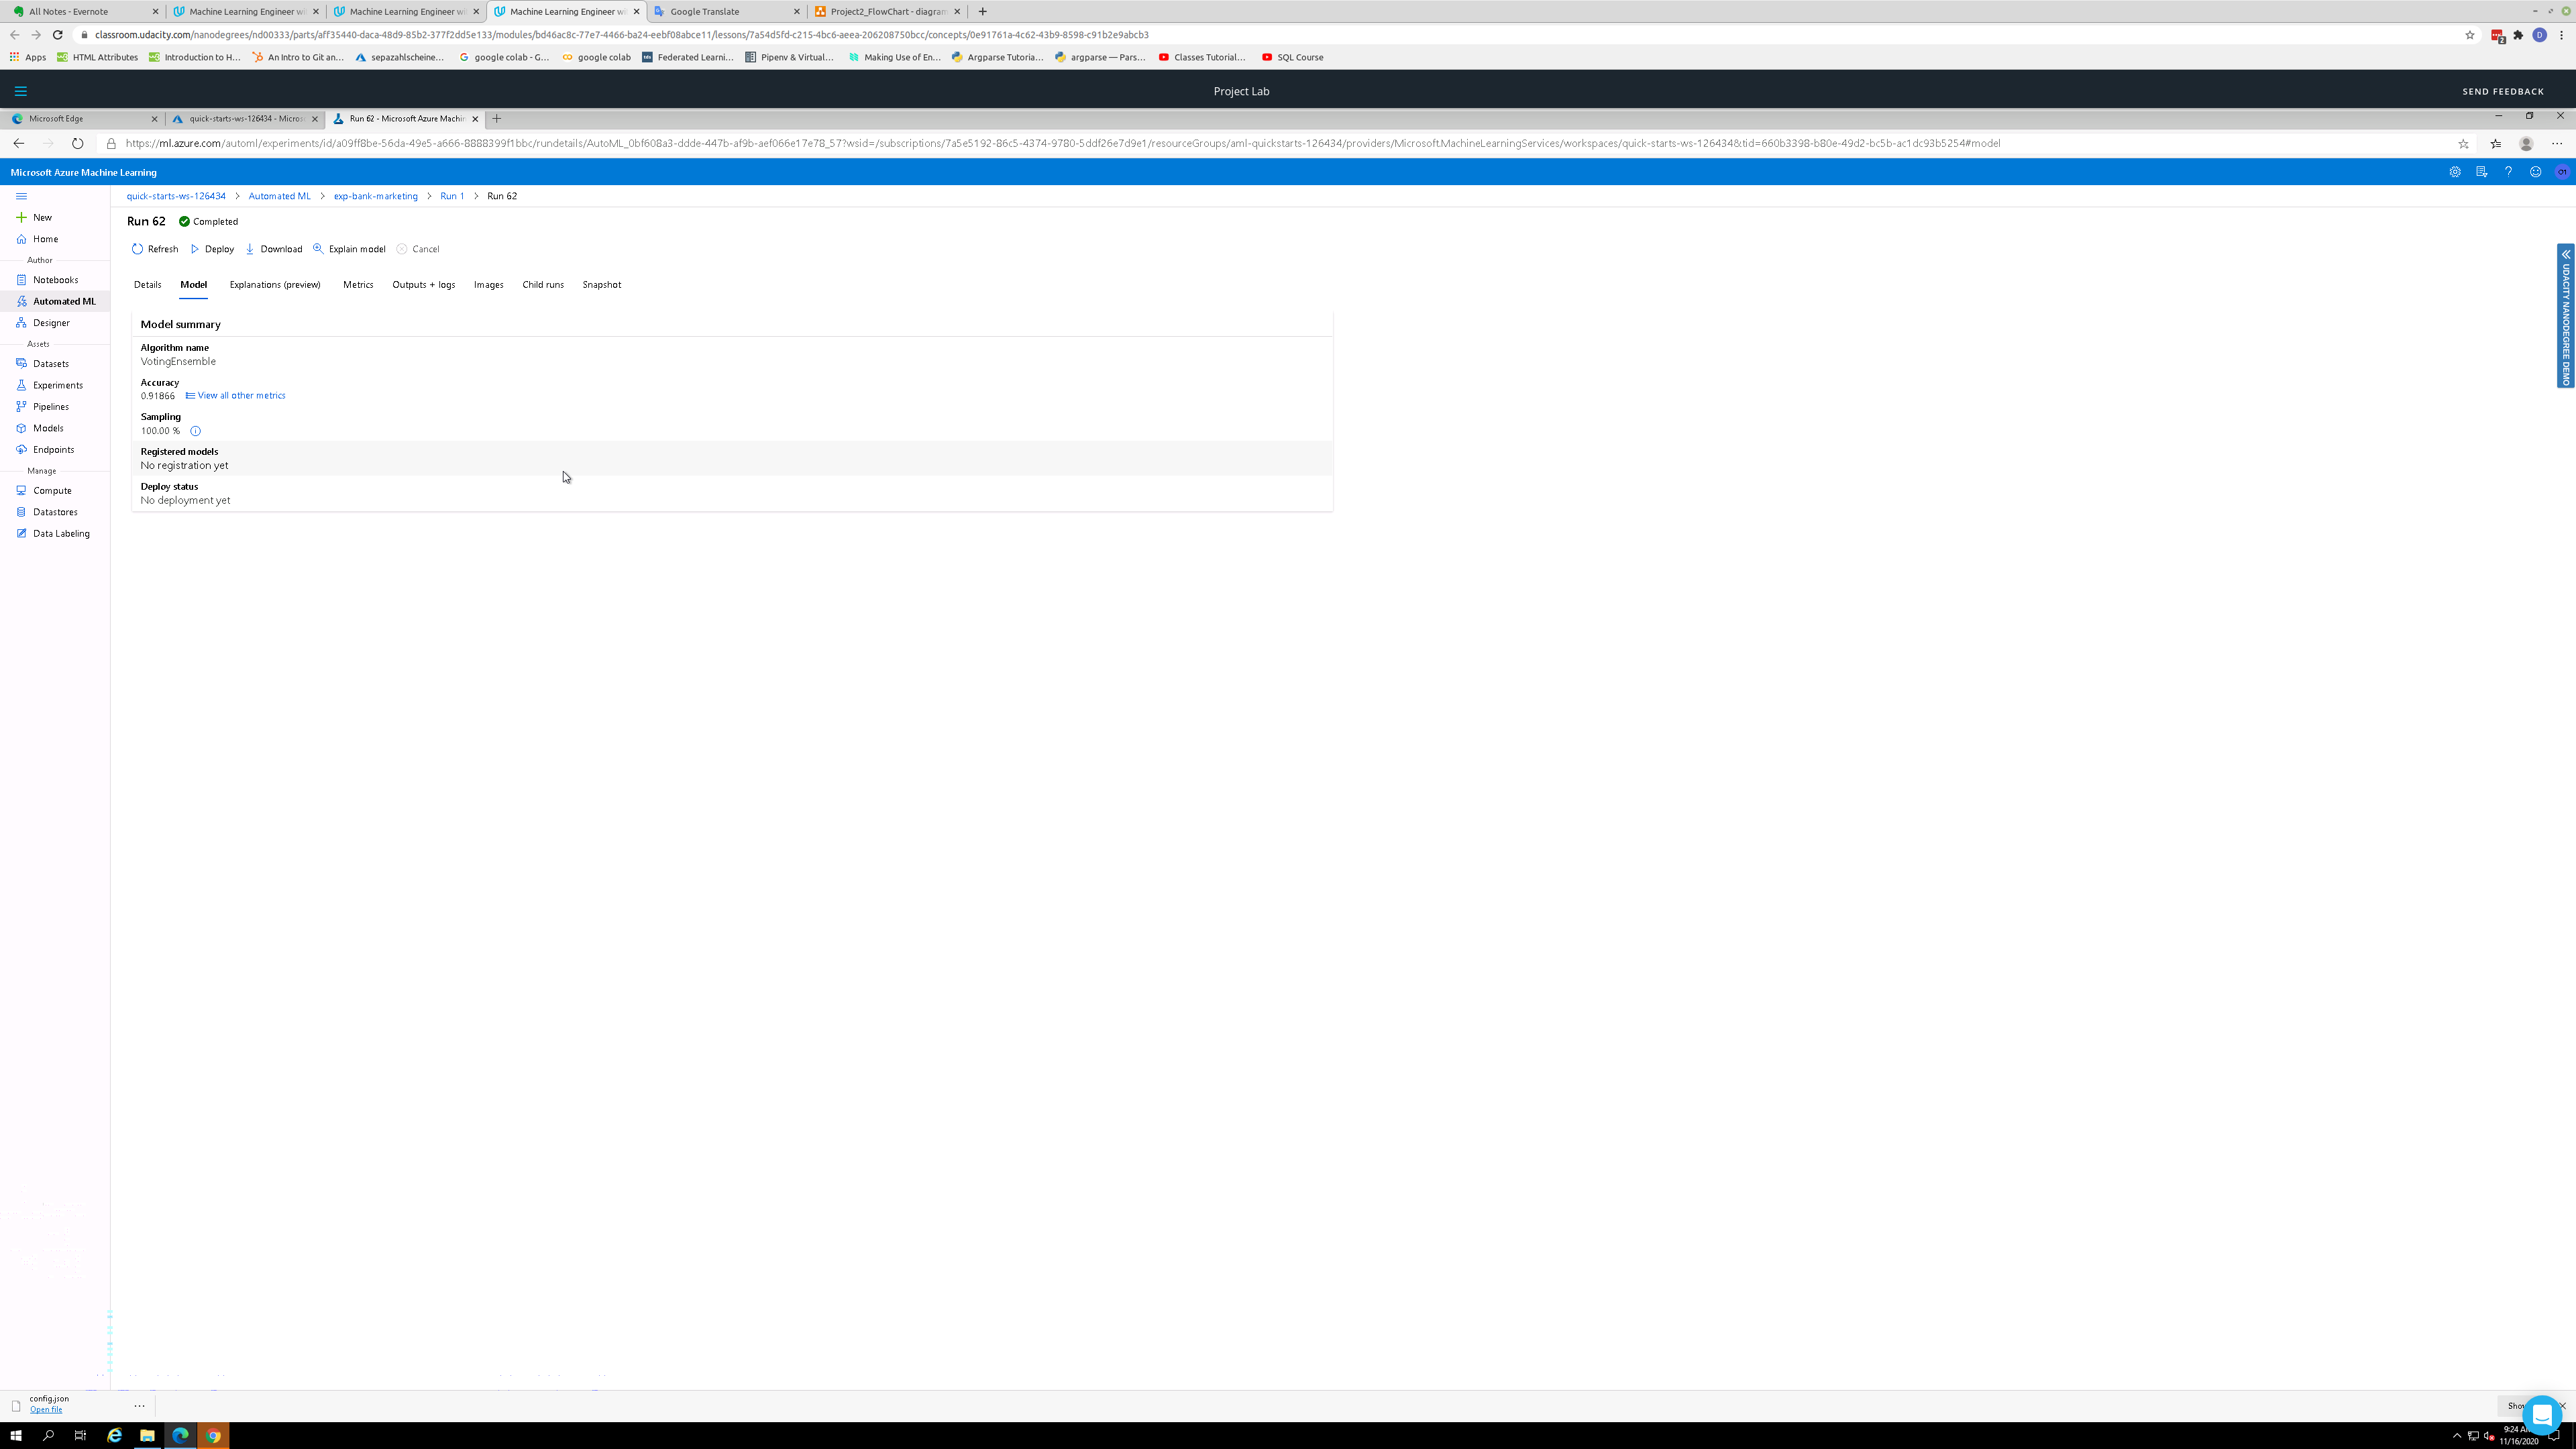 All Notes - Evernote
Machine Learning Engineer wi
Machine Learning Engineer wi
Machine Learning Engineer wi
Google Translate
Project2_FlowChart - diagram
classroom.udacity.com/nanodegrees/nd00333/parts/aff35440-daca-48d9-85b2-377f2dd5e133/modules/bd46ac8c-77e7-4466-ba24-eebf08abce11/lessons/7a54d5fd-c215-4bc6-aeea-206208750bcc/concepts/0e91761a-4c62-43b9-8598-c91b2e9abcb3
Apps HTML Attributes Introduction to H... An Intro to Git an... sepazahlscheine... google colab - G... google colab Federated Learni... Pipenv & Virtual... Making Use of En... Argparse Tutoria... argparse — Pars... Classes Tutorial... SQL Course
Project Lab
SEND FEEDBACK
Microsoft Edge
quick-starts-ws-126434 - Micros
Run 62 - Microsoft Azure Machin
https://ml.azure.com/automl/experiments/id/a09ff8be-56da-49e5-a666-8888399f1bbc/rundetails/AutoML_0bf608a3-ddde-447b-af9b-aef066e17e78_57?wsid=/subscriptions/7a5e5192-86c5-4374-9780-5ddf26e7d9e1/resourceGroups/aml-quickstarts-126434/providers/Microsoft.MachineLearningServices/workspaces/quick-starts-ws-126434&tid=660b3398-b80e-49d2-bc5b-ac1dc93b5254#model
Microsoft Azure Machine Learning
quick-starts-ws-126434 > Automated ML > exp-bank-marketing > Run 1 > Run 62
New
Home
Author
Notebooks
Automated ML
Designer
Assets
Datasets
Experiments
Pipelines
Models
Endpoints
Manage
Compute
Datastores
Data Labeling
Run 62 Completed
Refresh Deploy Download Explain model Cancel
Details Model Explanations (preview) Metrics Outputs + logs Images Child runs Snapshot
Model summary
Algorithm name
VotingEnsemble
Accuracy
0.91866 View all other metrics
Sampling
100.00 %
Registered models
No registration yet
Deploy status
No deployment yet
UDACITY NANODEGREE DEMO
config.json
Open file
...
9:24
11/16/2020